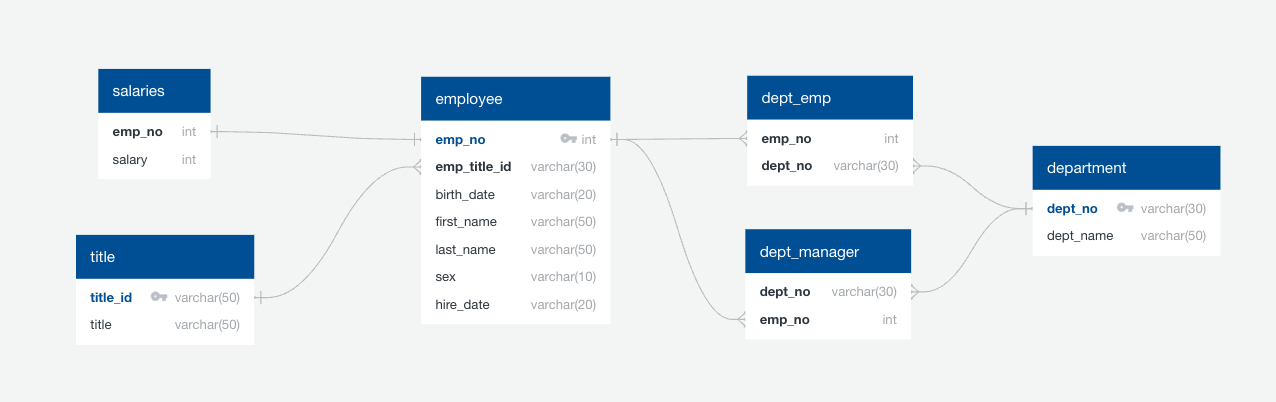 salaries
emp_no int
salary int
title
title_id varchar(50)
title varchar(50)
employee
emp_no int
emp_title_id varchar(30)
birth_date varchar(20)
first_name varchar(50)
last_name varchar(50)
sex varchar(10)
hire_date varchar(20)
dept_emp
emp_no int
dept_no varchar(30)
dept_manager
dept_no varchar(30)
emp_no int
department
dept_no varchar(30)
dept_name varchar(50)